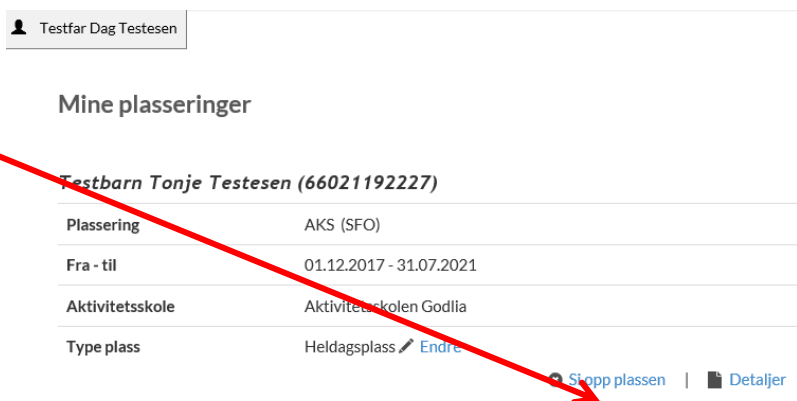 Testfar Dag Testesen
Mine plasseringer
Testbarn Tonje Testesen (66021192227)
Plassering AKS (SFO)
Fra - til 01.12.2017 - 31.07.2021
Aktivitetsskole Aktivitetsskolen Godlia
Type plass Heldagsplass Endre
Si opp plassen | Detaljer